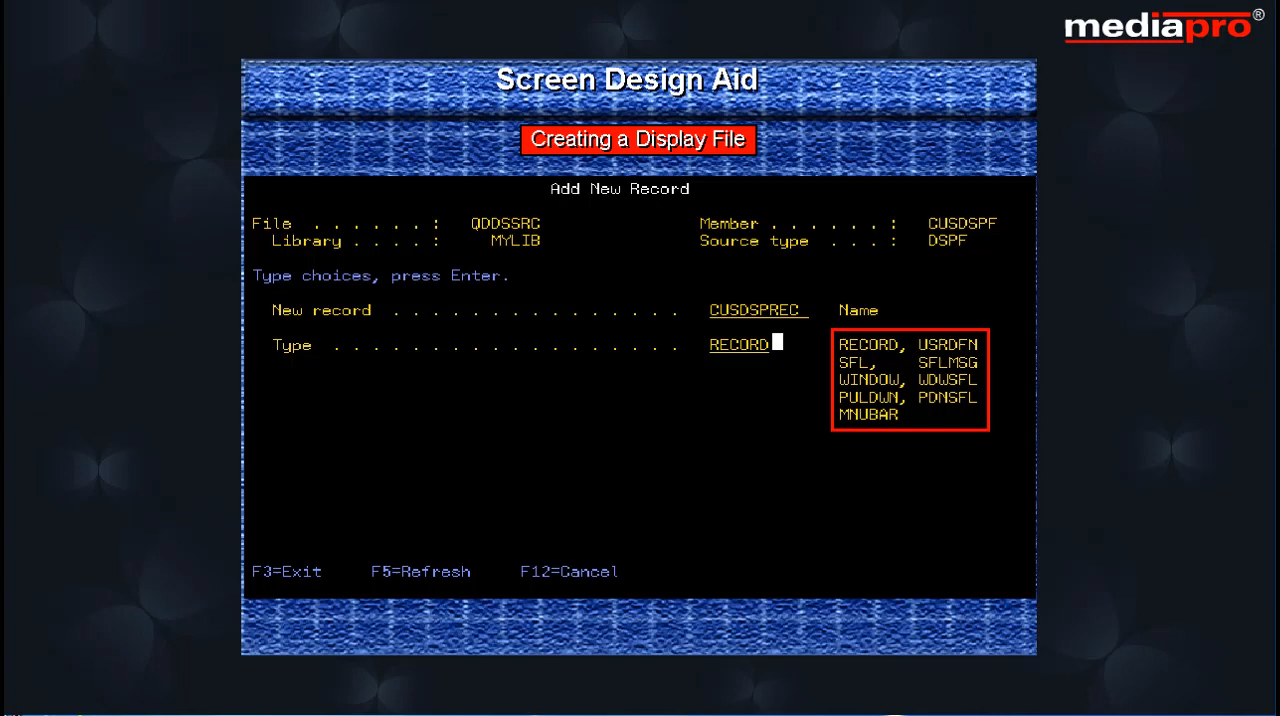 mediapro®
Screen Design Aid
Creating a Display File
Add New Record
File . . . . . . : QDDSSRC Member . . . . . . : CUSDSPF
Library . . . . : MYLIB Source type . . . : DSPF
Type choices, press Enter.
New record . . . . . . . . . . . . . . . CUSDSPREC Name
Type . . . . . . . . . . . . . . . . . . RECORD RECORD, USRDFN
SFL, SFLMSG
WINDOW, WDWSFL
PULDWN, PDNSFL
MNUBAR
F3=Exit F5=Refresh F12=Cancel